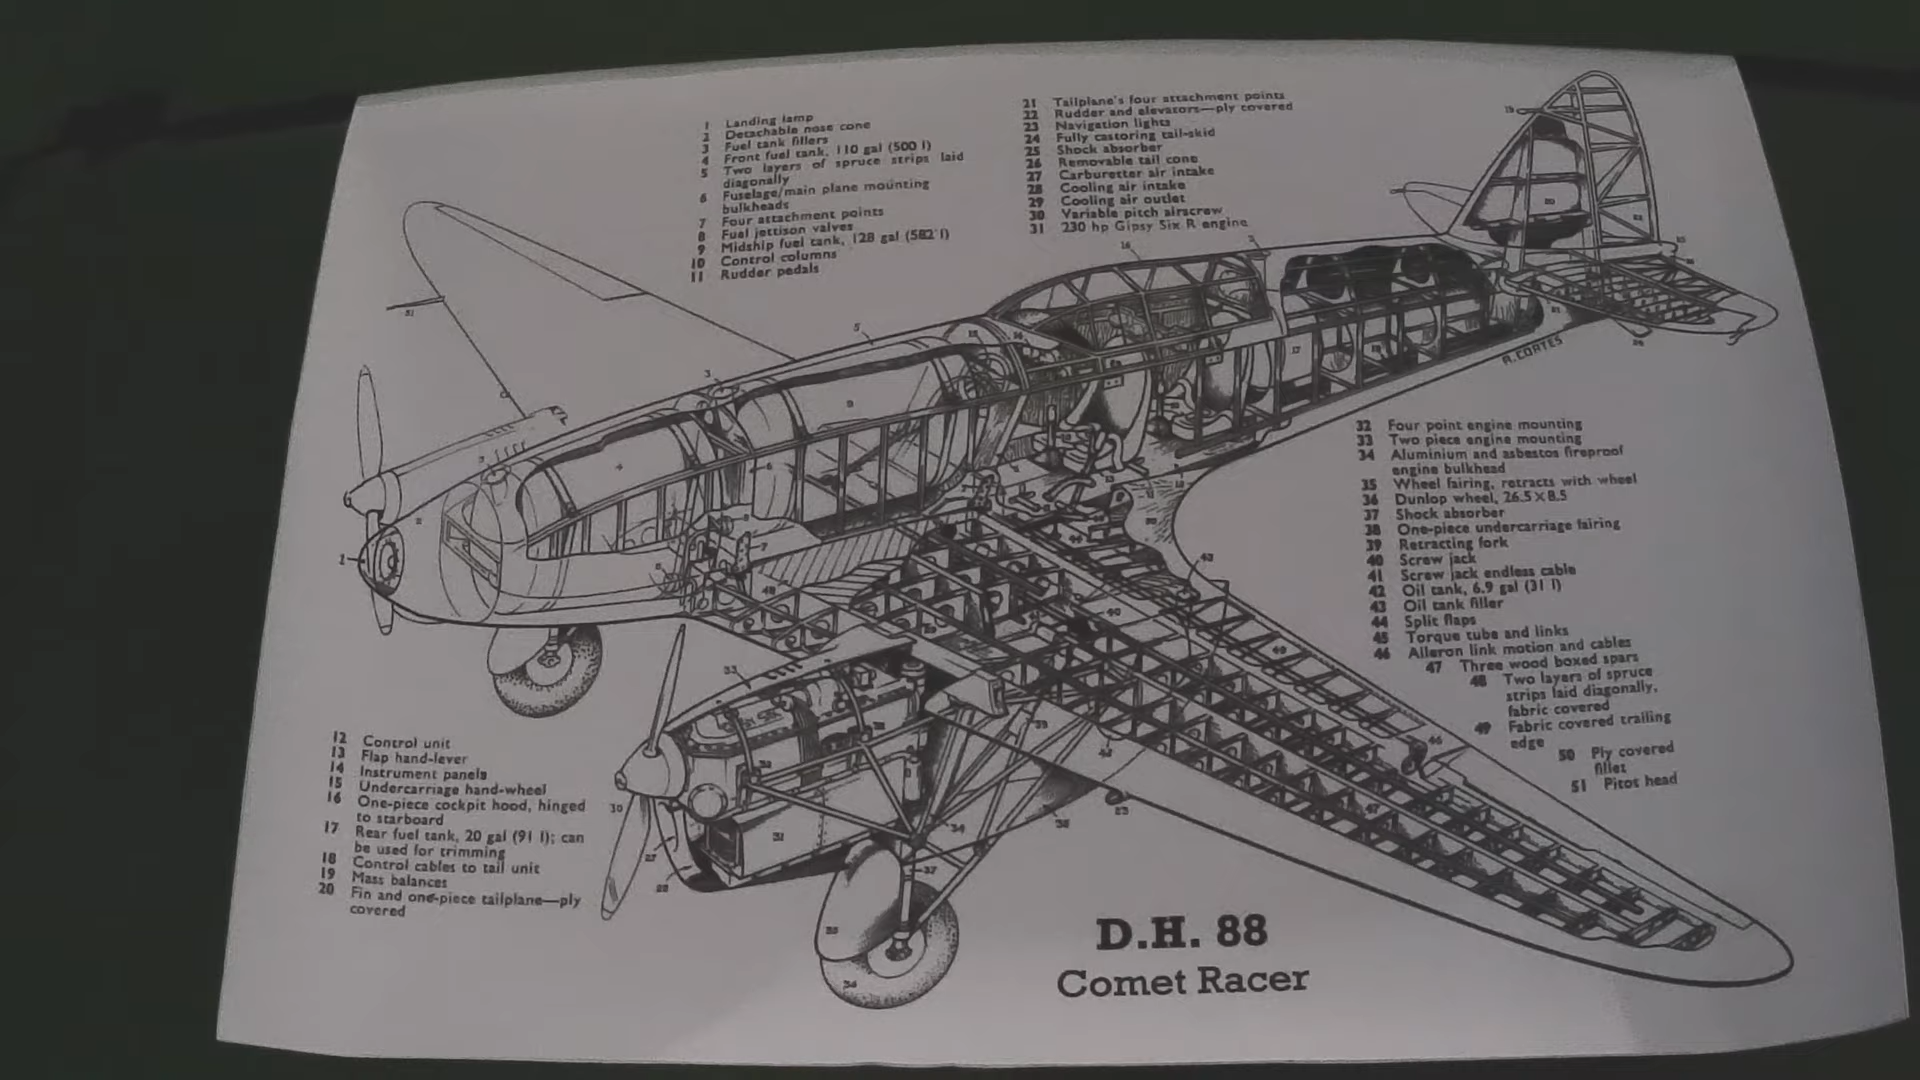 1 Landing lamp
2 Detachable nose cone
3 Fuel tank fillers
4 Front fuel tank, 110 gal (500 l)
5 Two layers of spruce strips laid
diagonally
6 Fuselage/main plane mounting
bulkheads
7 Four attachment points
8 Fuel jettison valves
9 Midship fuel tank, 128 gal (582 l)
10 Control columns
11 Rudder pedals
21 Tailplane's four attachment points
22 Rudder and elevators—ply covered
23 Navigation lights
24 Fully castoring tail-skid
25 Shock absorber
26 Removable tail cone
27 Carburetter air intake
28 Cooling air intake
29 Cooling air outlet
30 Variable pitch airscrew
31 230 hp Gipsy Six R engine
R. COATES
32 Four point engine mounting
33 Two piece engine mounting
34 Aluminium and asbestos fireproof
engine bulkhead
35 Wheel fairing, retracts with wheel
36 Dunlop wheel, 26.5 X 8.5
37 Shock absorber
38 One-piece undercarriage fairing
39 Retracting fork
40 Screw jack
41 Screw jack endless cable
42 Oil tank, 6.9 gal (31 l)
43 Oil tank filler
44 Split flaps
45 Torque tube and links
46 Aileron link motion and cables
47 Three wood boxed spars
48 Two layers of spruce
strips laid diagonally,
fabric covered
49 Fabric covered trailing
edge
50 Ply covered
fillet
51 Pitot head
12 Control unit
13 Flap hand-lever
14 Instrument panels
15 Undercarriage hand-wheel
16 One-piece cockpit hood, hinged
to starboard
17 Rear fuel tank, 20 gal (91 l); can
be used for trimming
18 Control cables to tail unit
19 Mass balances
20 Fin and one-piece tailplane—ply
covered
D.H. 88
Comet Racer